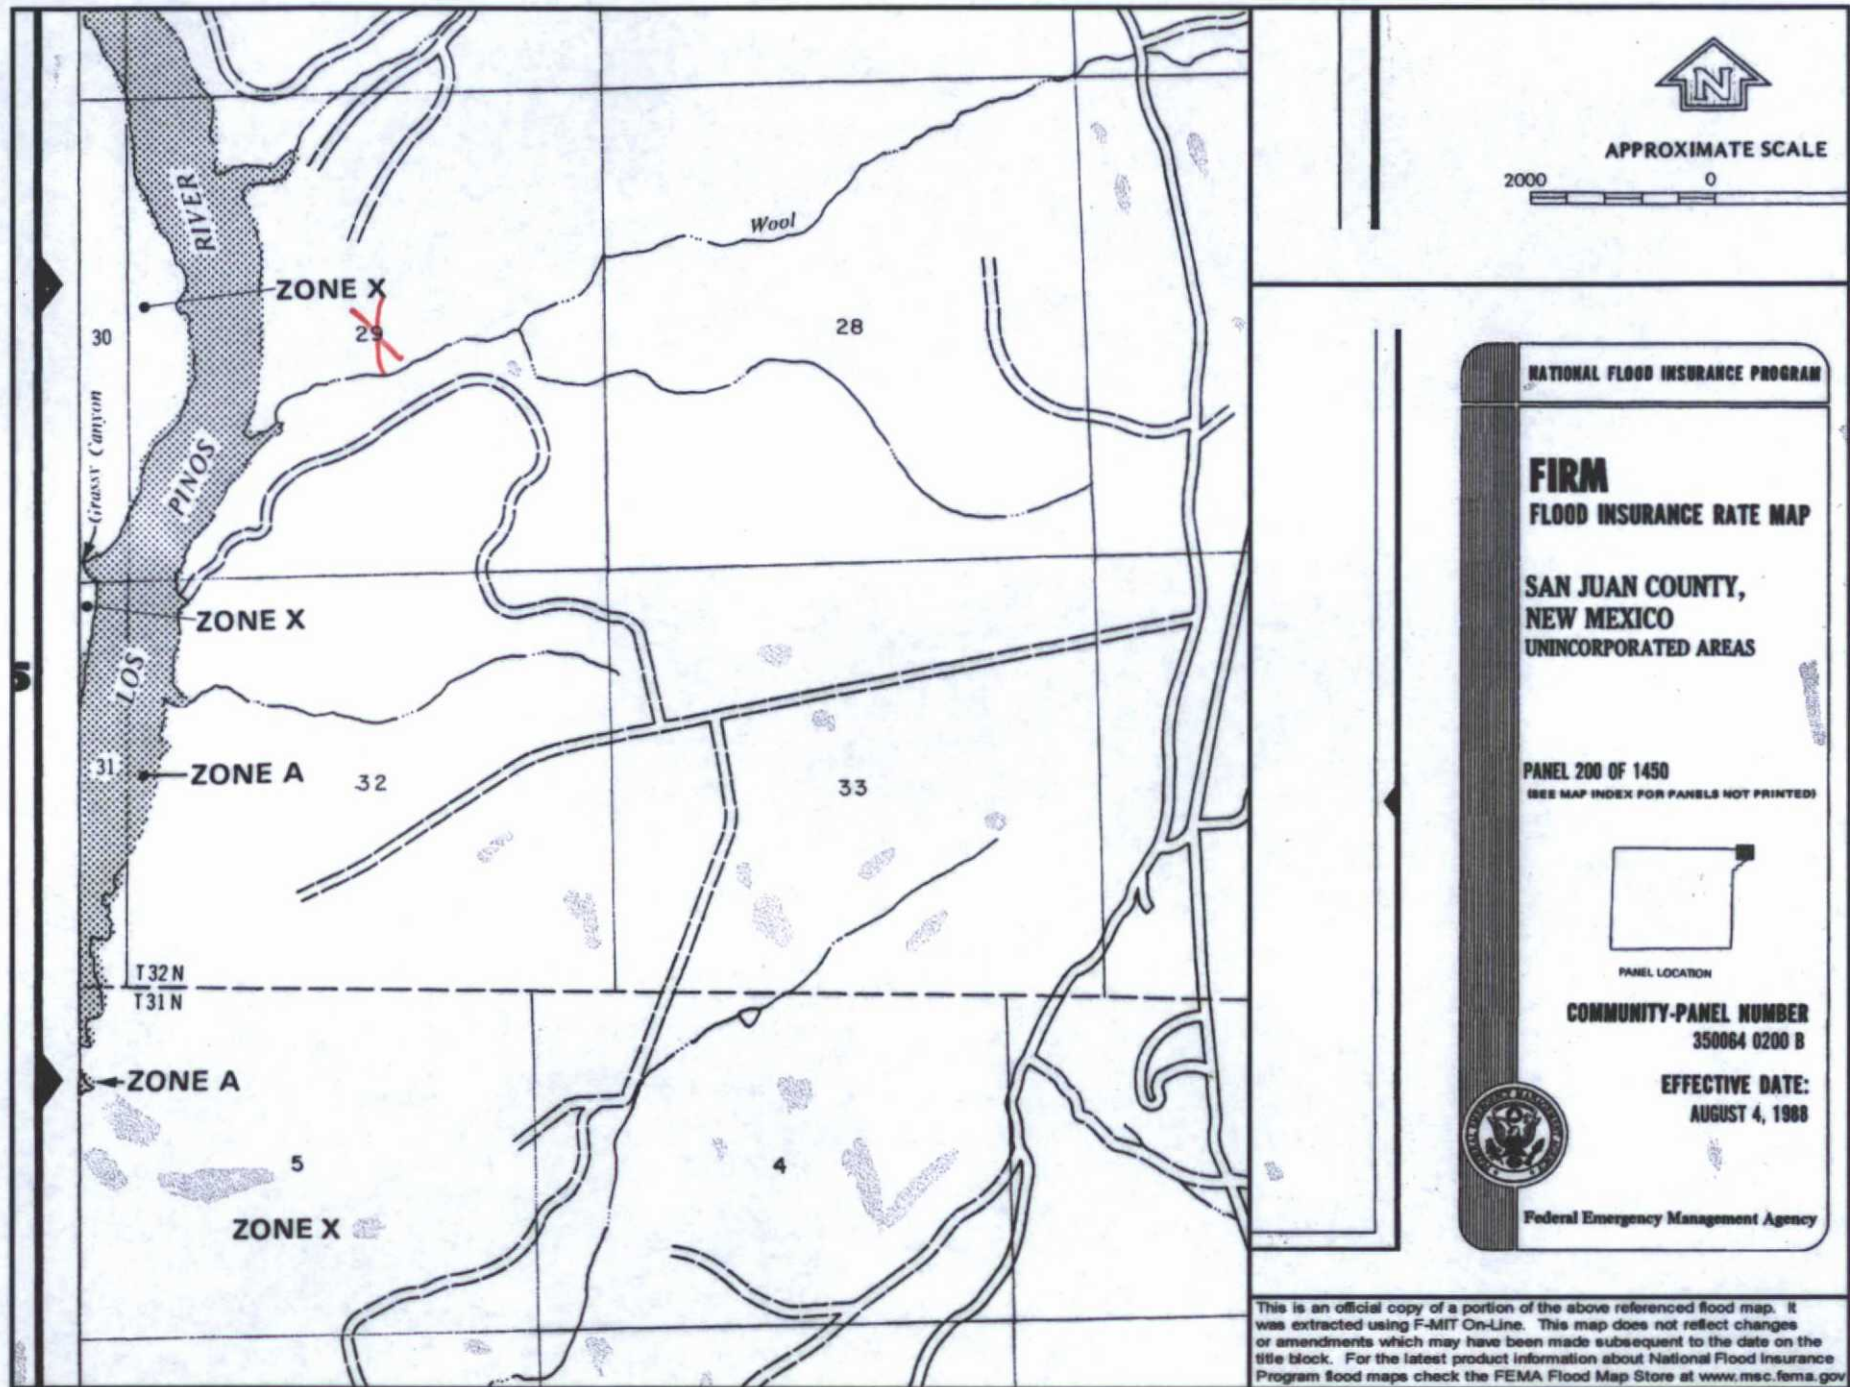 APPROXIMATE SCALE
2000 0
NATIONAL FLOOD INSURANCE PROGRAM
FIRM
FLOOD INSURANCE RATE MAP
SAN JUAN COUNTY,
NEW MEXICO
UNINCORPORATED AREAS
PANEL 200 OF 1450
(SEE MAP INDEX FOR PANELS NOT PRINTED)
PANEL LOCATION
COMMUNITY-PANEL NUMBER
350064 0200 B
EFFECTIVE DATE:
AUGUST 4, 1988
Federal Emergency Management Agency
This is an official copy of a portion of the above referenced flood map. It
was extracted using F-MIT On-Line. This map does not reflect changes
or amendments which may have been made subsequent to the date on the
title block. For the latest product information about National Flood Insurance
Program flood maps check the FEMA Flood Map Store at www.msc.fema.gov
N
RIVER
Wool
ZONE X
29
28
30
Grassy Canyon
PINOS
ZONE X
LOS
31
ZONE A
32
33
T32N
T31N
ZONE A
5
4
ZONE X